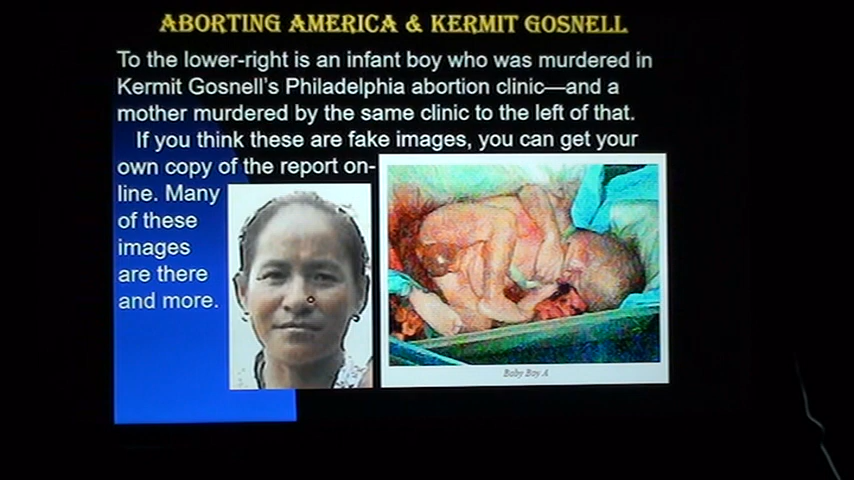 ABORTING AMERICA & KERMIT GOSNELL
To the lower-right is an infant boy who was murdered in
Kermit Gosnell's Philadelphia abortion clinic—and a
mother murdered by the same clinic to the left of that.
If you think these are fake images, you can get your
own copy of the report on-
line. Many
of these
images
are there
and more.
Baby Boy A